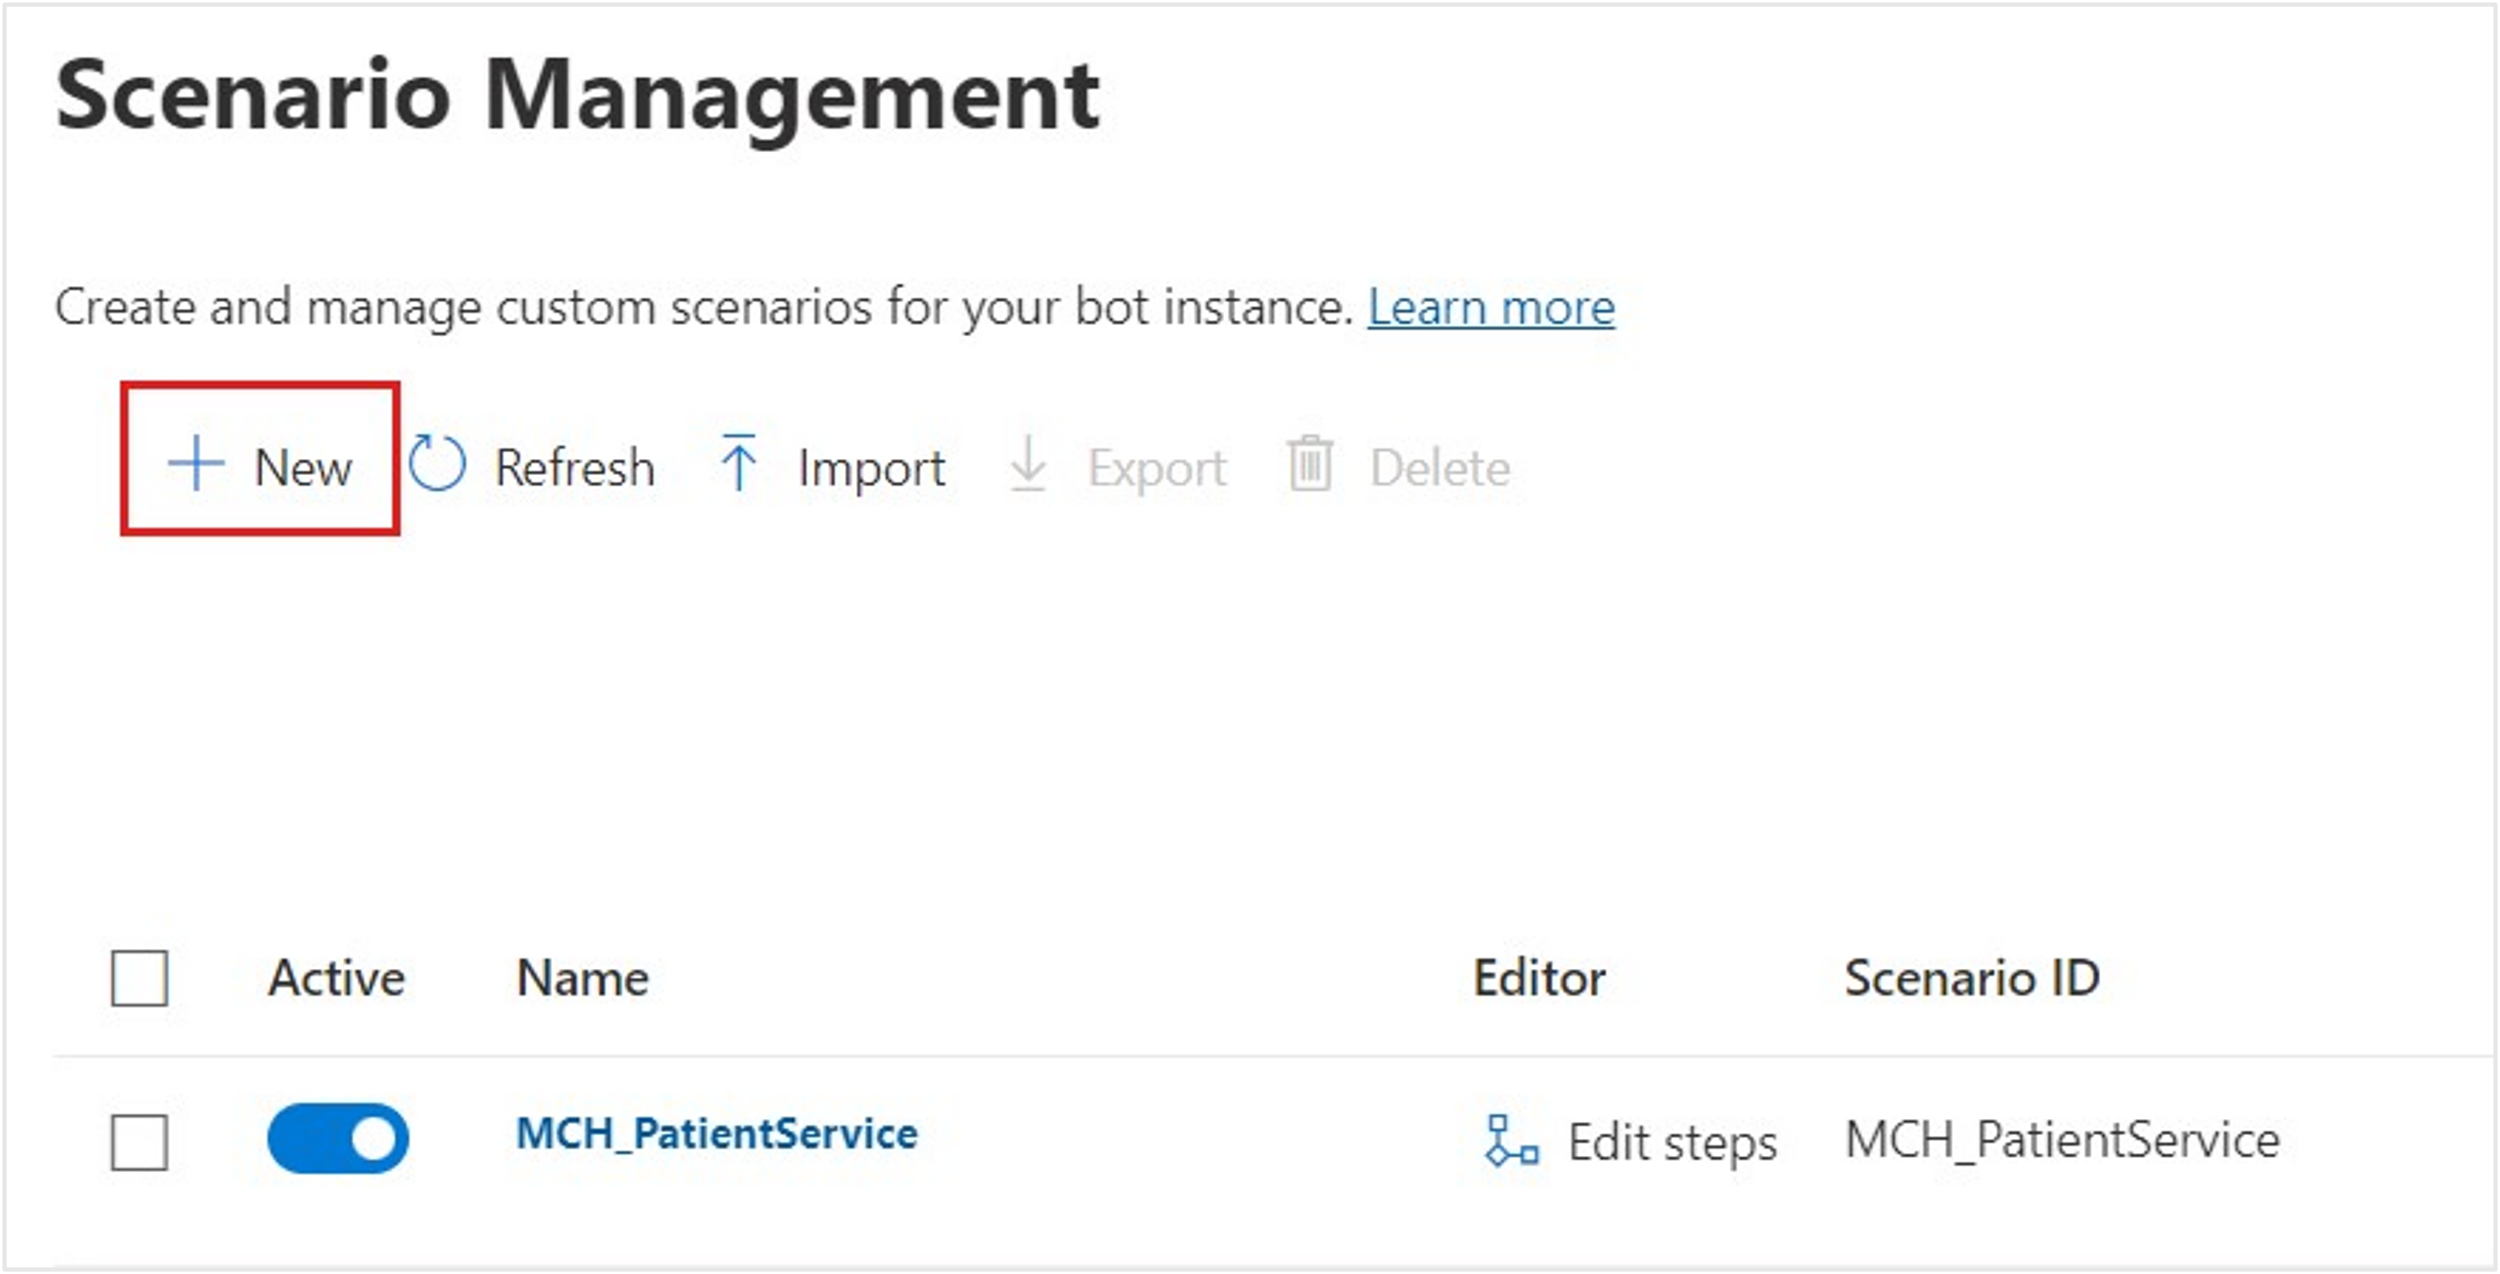 Scenario Management
Create and manage custom scenarios for your bot instance. Learn more
New Refresh Import Export Delete
Active Name Editor Scenario ID
MCH_PatientService Edit steps MCH_PatientService